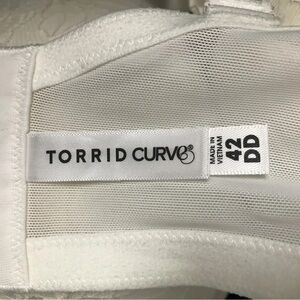 TORRID CURVE®
MADE IN
VIETNAM
42
DD